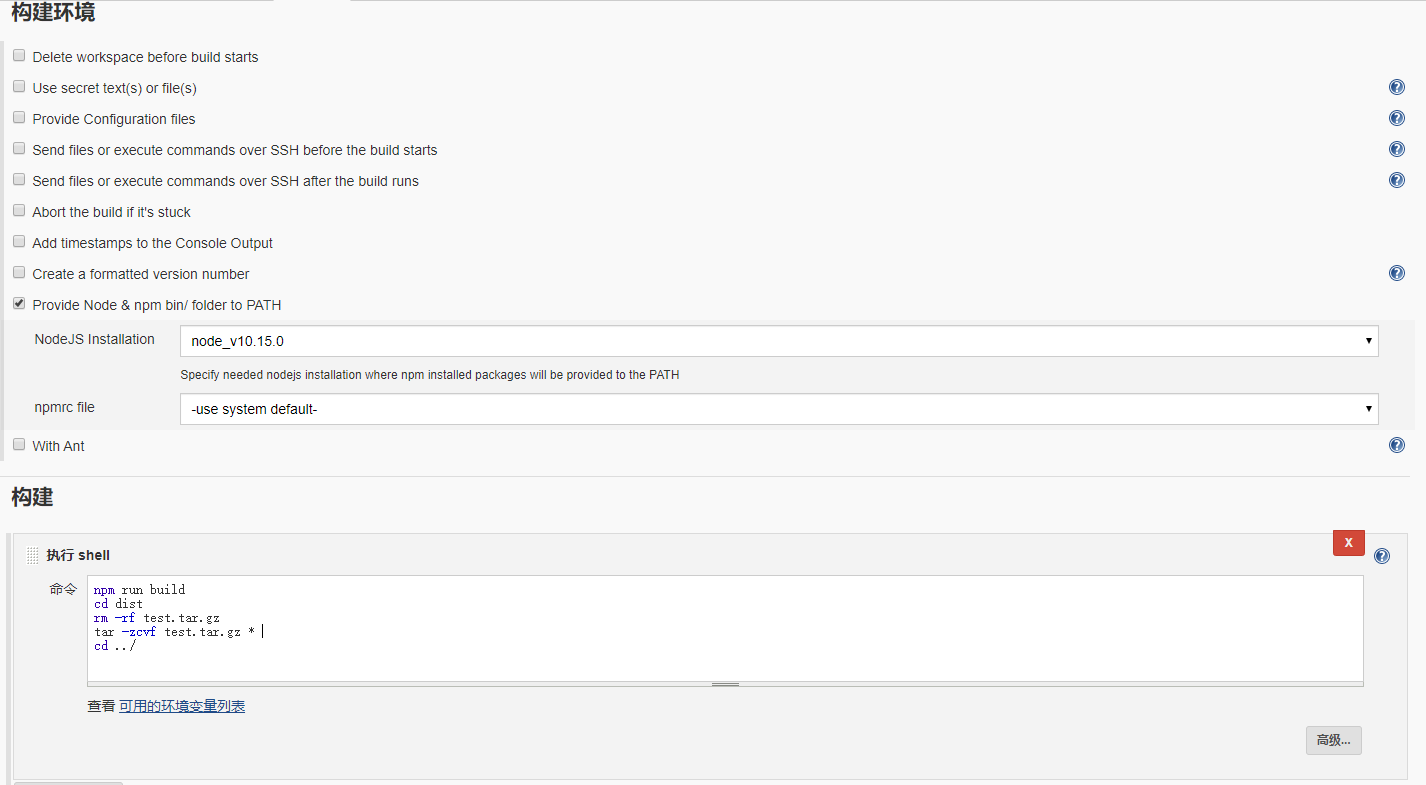 构建环境
Delete workspace before build starts
Use secret text(s) or file(s)
Provide Configuration files
Send files or execute commands over SSH before the build starts
Send files or execute commands over SSH after the build runs
Abort the build if it's stuck
Add timestamps to the Console Output
Create a formatted version number
Provide Node & npm bin/ folder to PATH
NodeJS Installation
node_v10.15.0
Specify needed nodejs installation where npm installed packages will be provided to the PATH
npmrc file
-use system default-
With Ant
构建
X
执行 shell
命令
npm run build
cd dist
rm -rf test.tar.gz
tar -zcvf test.tar.gz *
cd ../
查看 可用的环境变量列表
高级...